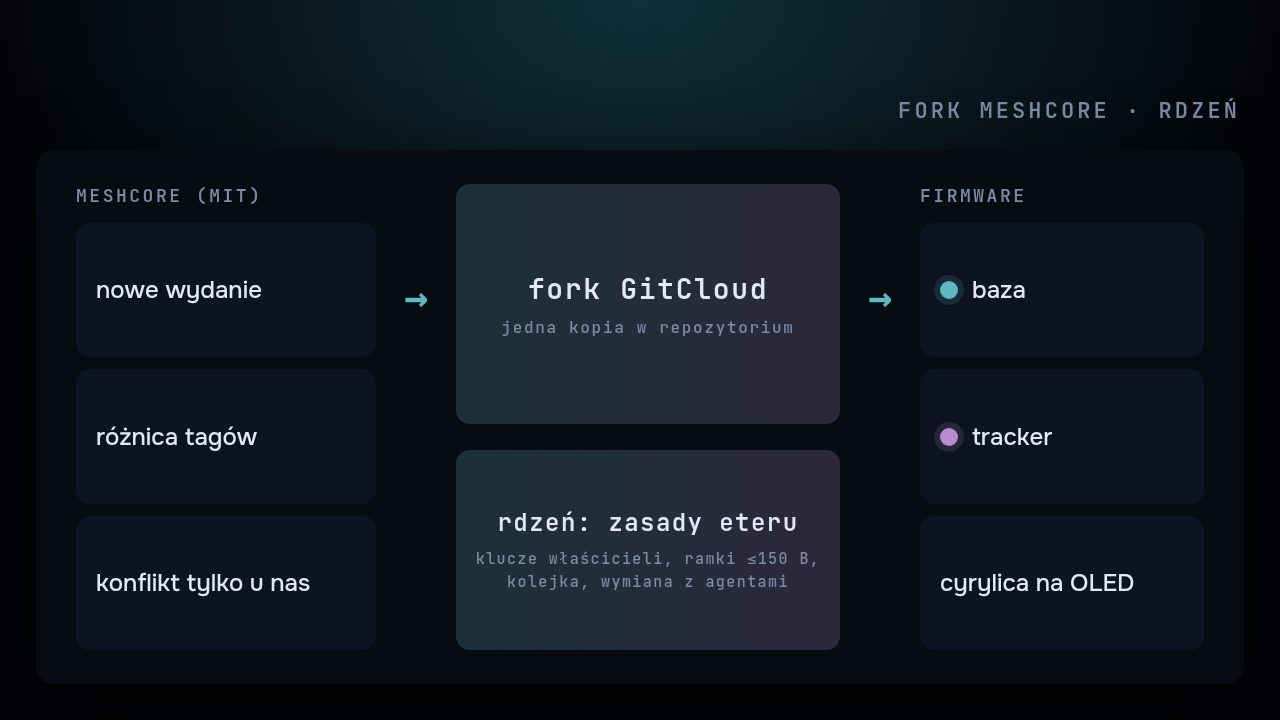 FORK MESHCORE · RDZEŃ
MESHCORE (MIT)
nowe wydanie
różnica tagów
konflikt tylko u nas
→
fork GitCloud
jedna kopia w repozytorium
rdzeń: zasady eteru
klucze właścicieli, ramki ≤150 B,
kolejka, wymiana z agentami
→
FIRMWARE
baza
tracker
cyrylica na OLED